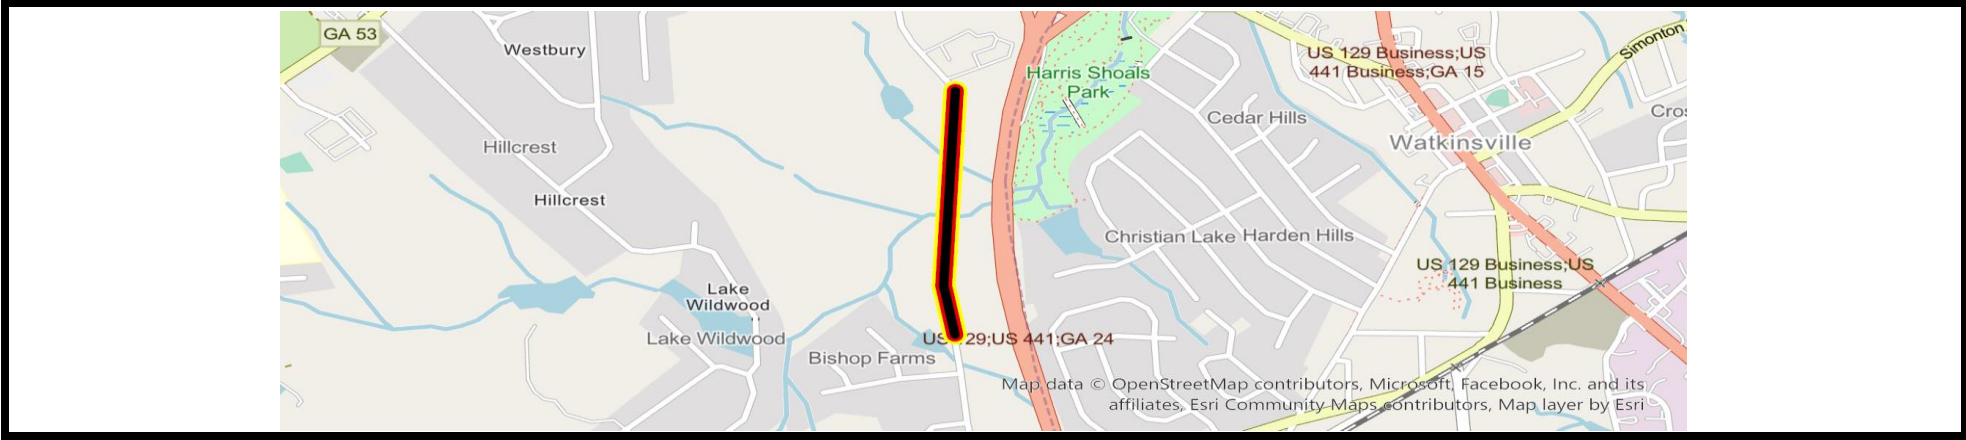 GA 53
Westbury
Harris Shoals
Park
US 129 Business;US
441 Business;GA 15
Simonton
Cedar Hills
Watkinsville
Hillcrest
Hillcrest
Christian Lake
Harden Hills
US 129 Business;US
441 Business
Lake
Wildwood
Lake Wildwood
US 29;US 441;GA 24
Bishop Farms
Map data © OpenStreetMap contributors, Microsoft, Facebook, Inc. and its
affiliates, Esri Community Maps contributors, Map layer by Esri